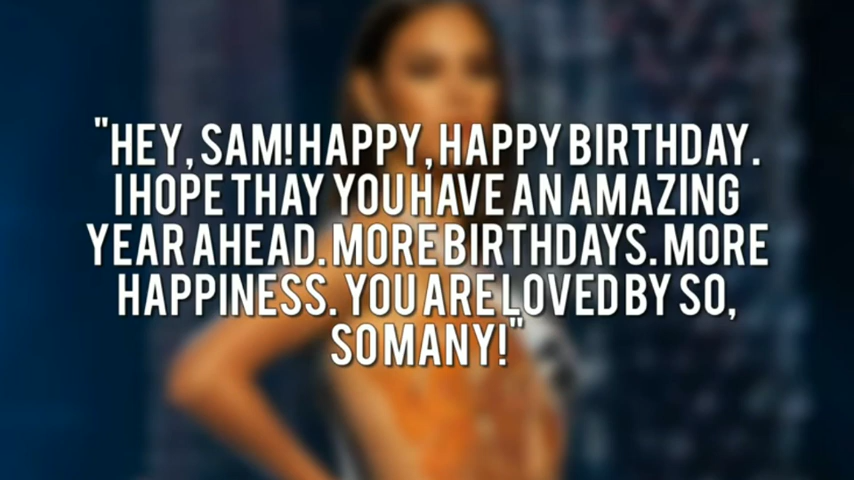 "HEY, SAM! HAPPY, HAPPY BIRTHDAY.
I HOPE THAY YOU HAVE AN AMAZING
YEAR AHEAD. MORE BIRTHDAYS. MORE
HAPPINESS. YOU ARE LOVED BY SO,
SO MANY!"